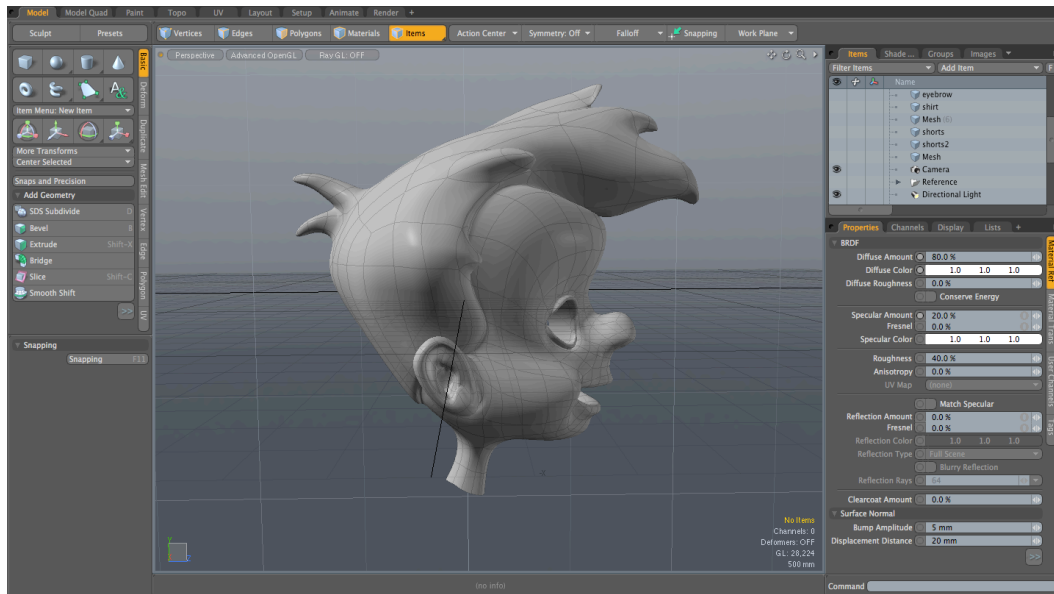 Model Model Quad Paint Topo UV Layout Setup Animate Render +
Sculpt Presets Vertices Edges Polygons Materials Items Action Center Symmetry: Off Falloff Snapping Work Plane
Perspective Advanced OpenGL Ray GL: OFF
Basic
Deform
Duplicate
Mesh Edit
Vertex
Edge
Polygon
UV
Item Menu: New Item
More Transforms
Center Selected
Snaps and Precision
Add Geometry
SDS Subdivide D
Bevel B
Extrude Shift-X
Bridge
Slice Shift-C
Smooth Shift
>>
Snapping
Snapping F11
No Items
Channels: 0
Deformers: OFF
GL: 28,224
500 mm
(no info)
Items Shade ... Groups Images
Filter Items Add Item F
Name
eyebrow
shirt
Mesh
shorts
shorts2
Mesh
Camera
Reference
Directional Light
Properties Channels Display Lists +
BRDF
Diffuse Amount 80.0 %
Diffuse Color 1.0 1.0 1.0
Diffuse Roughness 0.0 %
Conserve Energy
Specular Amount 20.0 %
Fresnel 0.0 %
Specular Color 1.0 1.0 1.0
Roughness 40.0 %
Anisotropy 0.0 %
UV Map (none)
Match Specular
Reflection Amount 0.0 %
Fresnel 0.0 %
Reflection Color 1.0 1.0 1.0
Reflection Type Full Scene
Blurry Reflection
Reflection Rays 64
Clearcoat Amount 0.0 %
Surface Normal
Bump Amplitude 5 mm
Displacement Distance 20 mm
>>
Material Ref
Material Trans
User Channels
Tags
Command